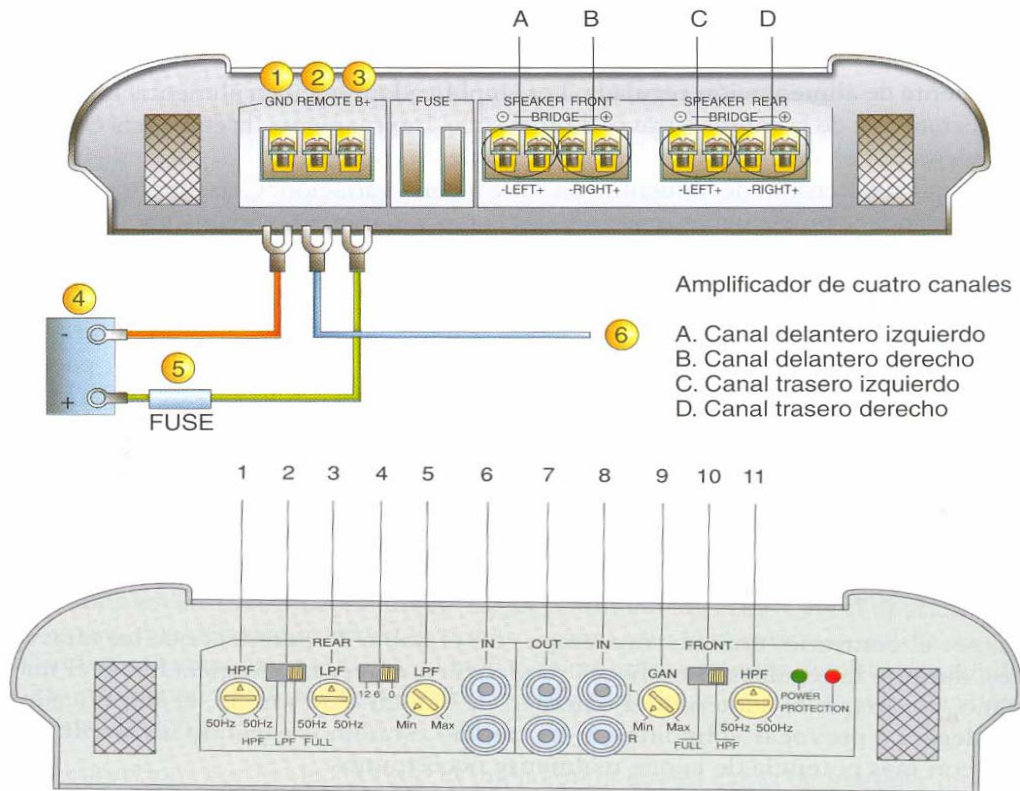 A B C D
1 2 3
GND REMOTE B+ FUSE SPEAKER FRONT SPEAKER REAR
- BRIDGE + - BRIDGE +
-LEFT+ -RIGHT+ -LEFT+ -RIGHT+
4
-
+
5
FUSE
6
Amplificador de cuatro canales
A. Canal delantero izquierdo
B. Canal delantero derecho
C. Canal trasero izquierdo
D. Canal trasero derecho
1 2 3 4 5 6 7 8 9 10 11
REAR IN OUT IN FRONT
HPF LPF LPF L GAN HPF
12 6 0
50Hz 50Hz 50Hz 50Hz Min Max R Min Max 50Hz 500Hz
HPF LPF FULL FULL HPF
POWER
PROTECTION